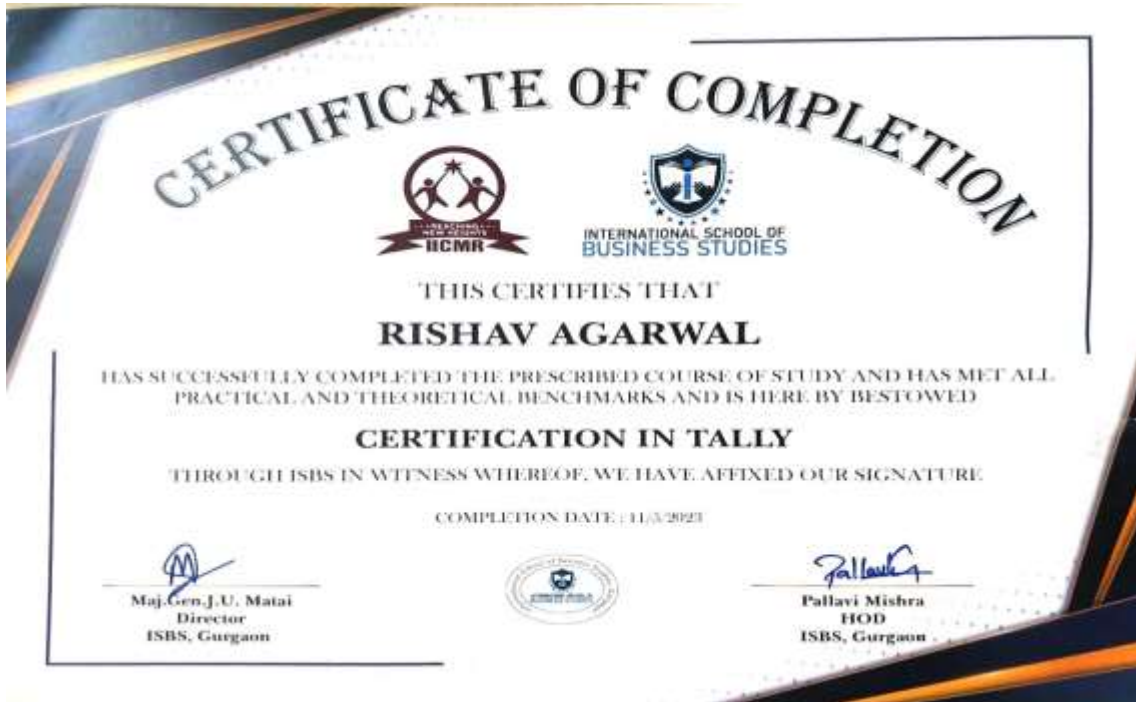 CERTIFICATE OF COMPLETION
REACHING
NEW HEIGHTS
IICMR
INTERNATIONAL SCHOOL OF
BUSINESS STUDIES
THIS CERTIFIES THAT
RISHAV AGARWAL
HAS SUCCESSFULLY COMPLETED THE PRESCRIBED COURSE OF STUDY AND HAS MET ALL
PRACTICAL AND THEORETICAL BENCHMARKS AND IS HERE BY BESTOWED
CERTIFICATION IN TALLY
THROUGH ISBS IN WITNESS WHEREOF, WE HAVE AFFIXED OUR SIGNATURE
COMPLETION DATE : 11/5/2023
Maj.Gen.J.U. Matai
Director
ISBS, Gurgaon
Pallavi Mishra
HOD
ISBS, Gurgaon